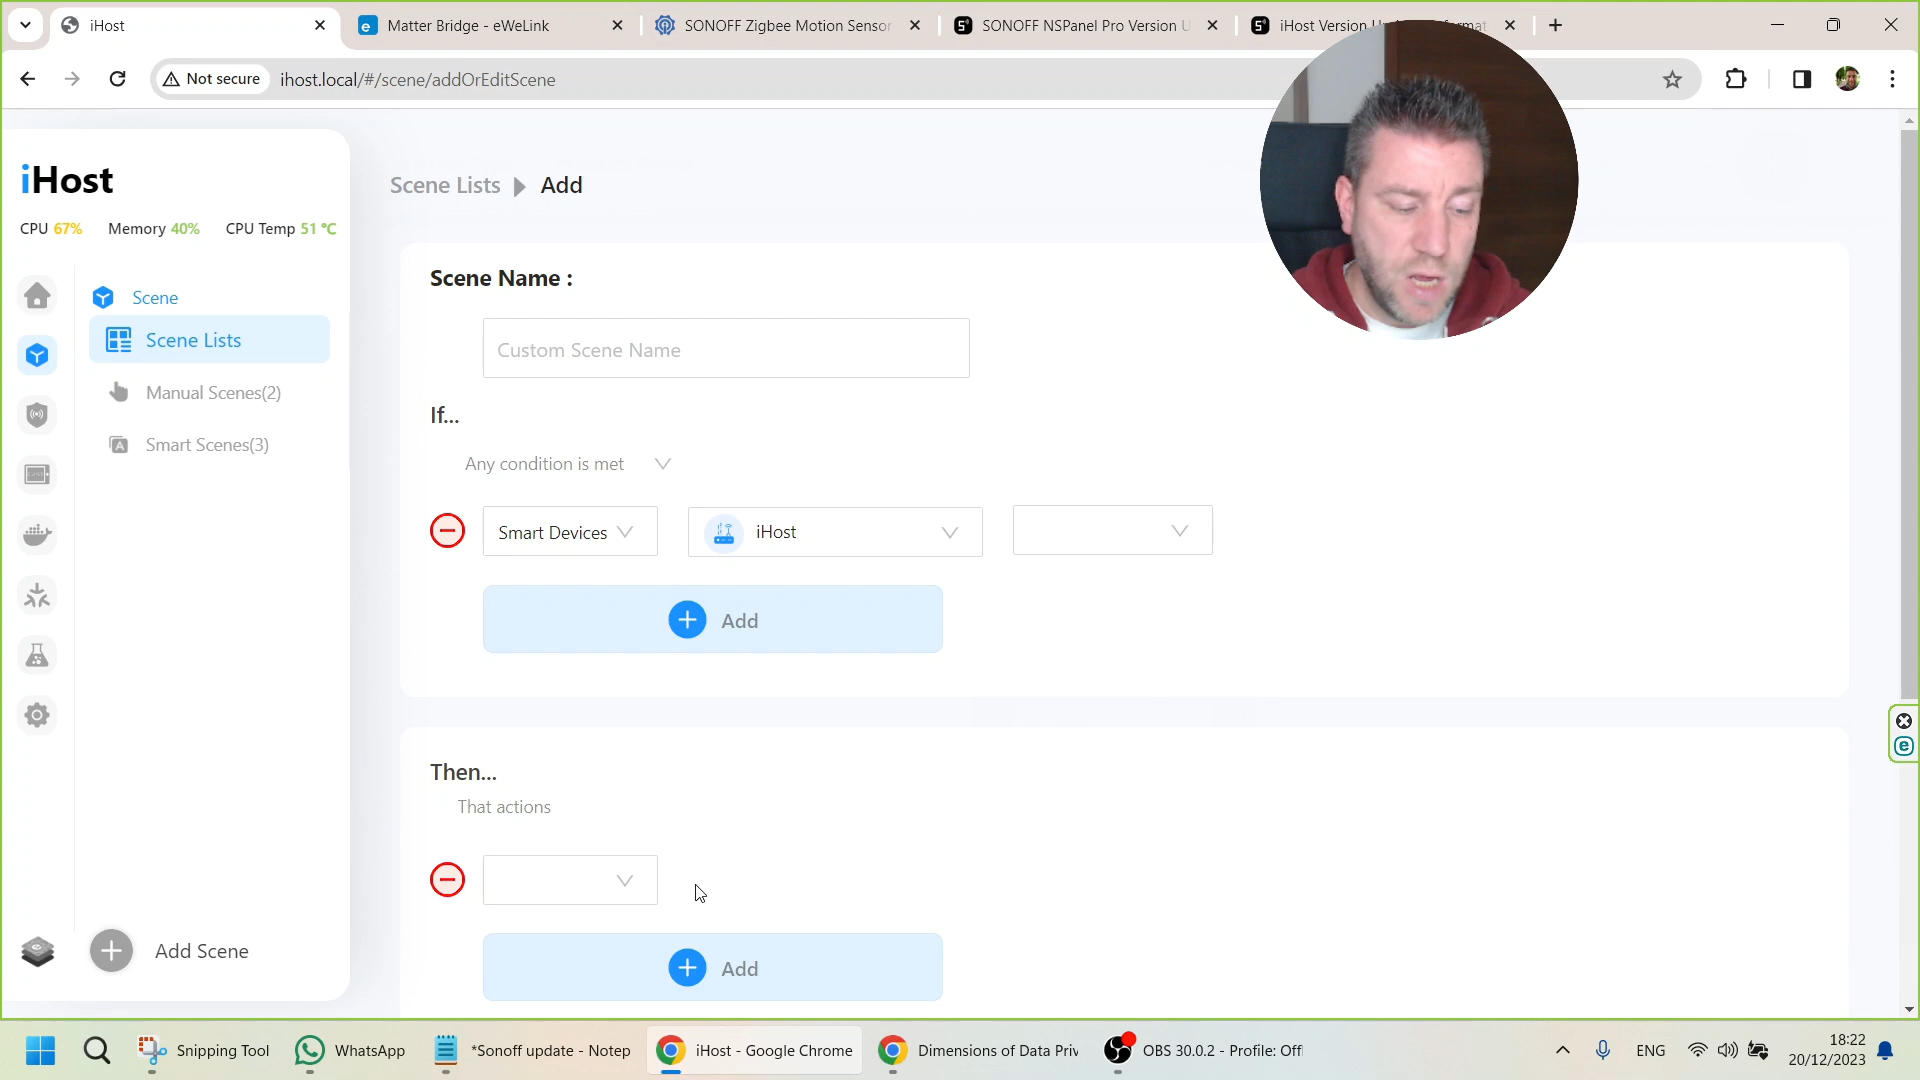 iHost
Matter Bridge - eWeLink
SONOFF Zigbee Motion Sensor
SONOFF NSPanel Pro Version U
iHost Version
Not secure
ihost.local/#/scene/addOrEditScene
iHost
CPU 67% Memory 40% CPU Temp 51 °C
Scene
Scene Lists
Manual Scenes(2)
Smart Scenes(3)
Add Scene
Scene Lists Add
Scene Name :
Custom Scene Name
If...
Any condition is met
Smart Devices iHost
Add
Then...
That actions
Add
Snipping Tool
WhatsApp
*Sonoff update - Notep
iHost - Google Chrome
Dimensions of Data Priv
OBS 30.0.2 - Profile: Off
ENG
18:22
20/12/2023